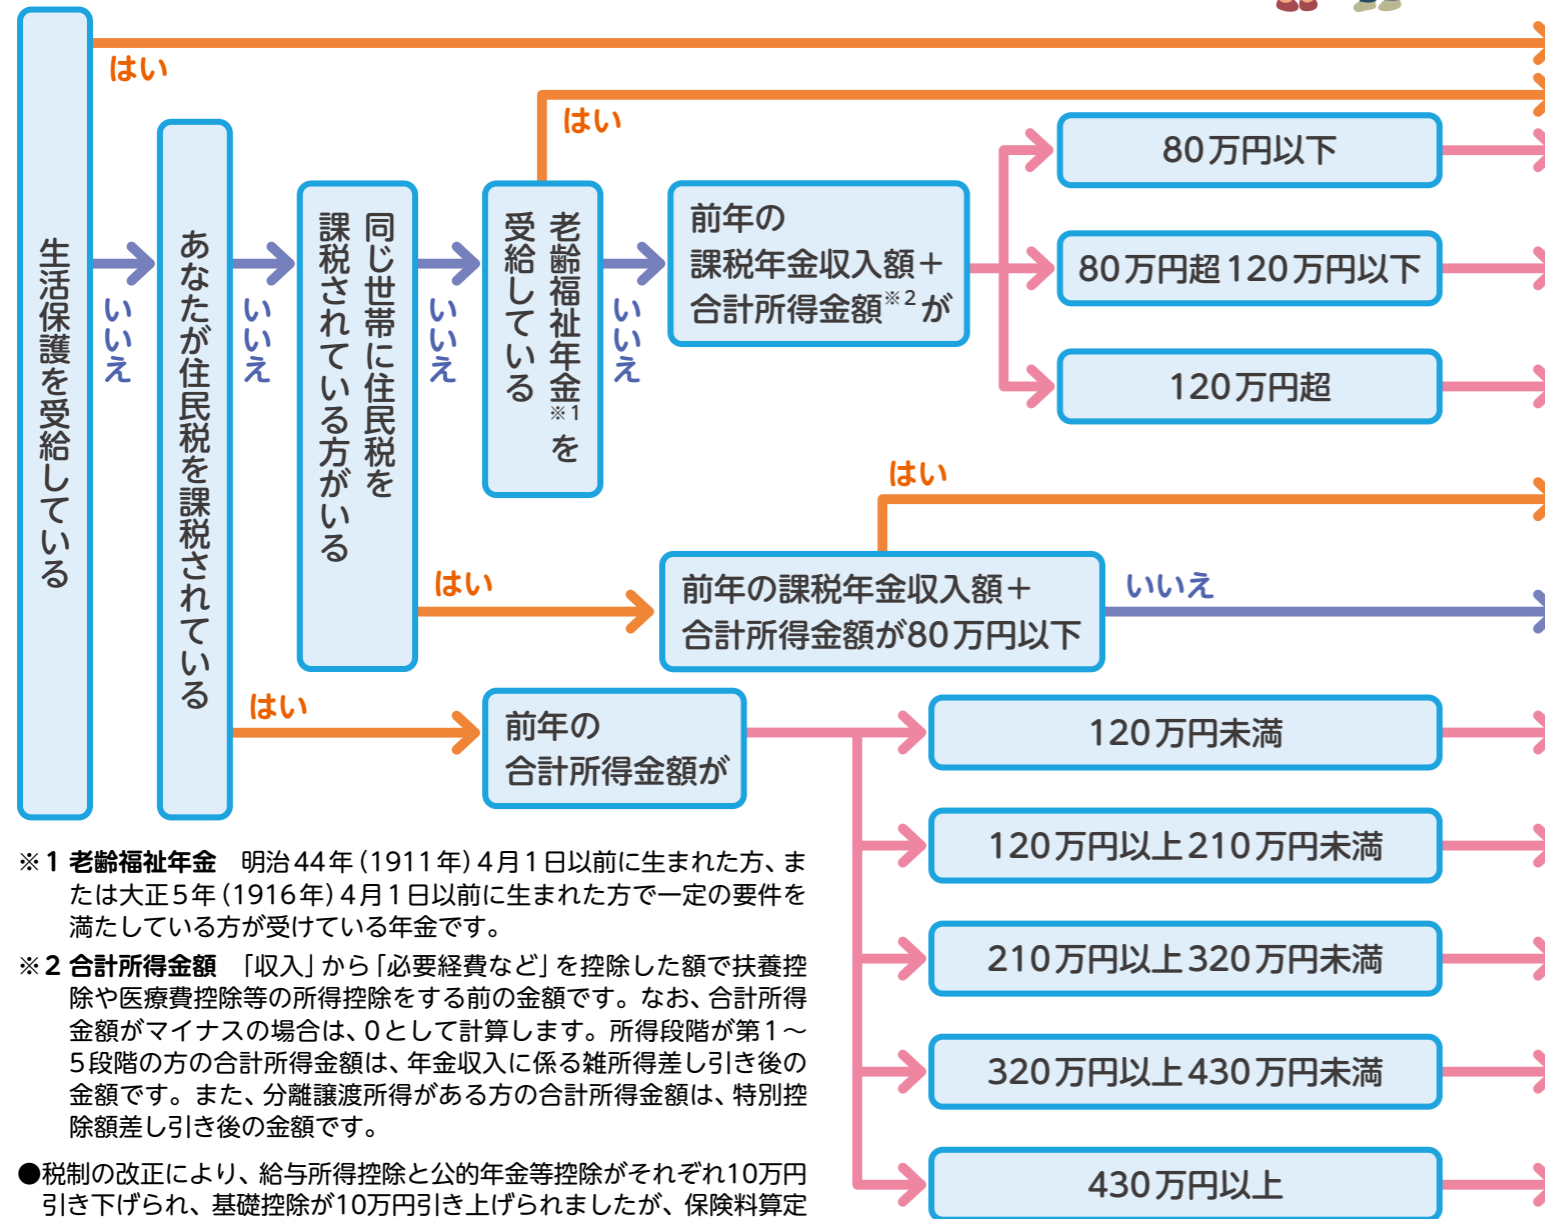 はい
はい
生活保護を受給している
いいえ
あなたが住民税を課税されている
いいえ
同じ世帯に住民税を
課税されている方がいる
いいえ
老齢福祉年金※1を
受給している
いいえ
前年の
課税年金収入額＋
合計所得金額※2が
80万円以下
80万円超120万円以下
120万円超
はい
はい
前年の課税年金収入額＋
合計所得金額が80万円以下
いいえ
はい
前年の
合計所得金額が
120万円未満
120万円以上210万円未満
210万円以上320万円未満
320万円以上430万円未満
430万円以上
※1 老齢福祉年金　明治44年（1911年）4月1日以前に生まれた方、ま
たは大正5年（1916年）4月1日以前に生まれた方で一定の要件を
満たしている方が受けている年金です。
※2 合計所得金額　「収入」から「必要経費など」を控除した額で扶養控
除や医療費控除等の所得控除をする前の金額です。なお、合計所得
金額がマイナスの場合は、0として計算します。所得段階が第1～
5段階の方の合計所得金額は、年金収入に係る雑所得差し引き後の
金額です。また、分離譲渡所得がある方の合計所得金額は、特別控
除額差し引き後の金額です。
●税制の改正により、給与所得控除と公的年金等控除がそれぞれ10万円
引き下げられ、基礎控除が10万円引き上げられましたが、保険料算定